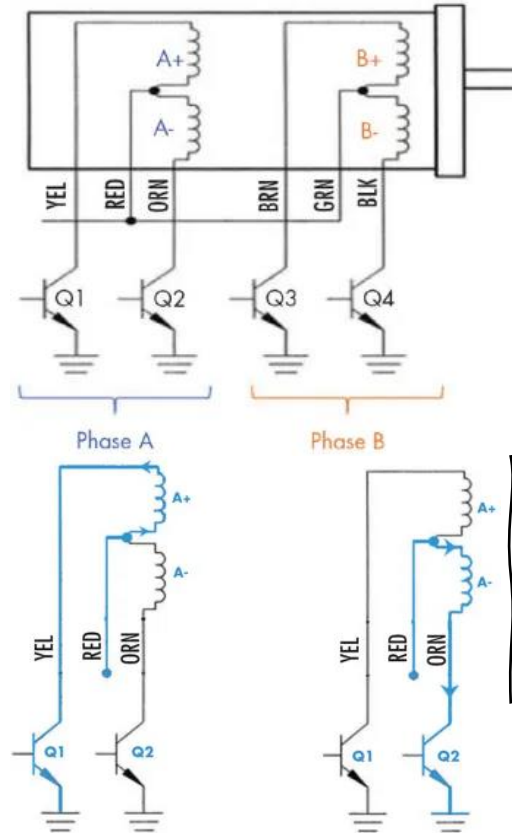 A+
B+
A-
B-
YEL
RED
ORN
BRN
GRN
BLK
Q1
Q2
Q3
Q4
Phase A
Phase B
A+
A-
YEL
RED
ORN
Q1
Q2
A+
A-
YEL
RED
ORN
Q1
Q2